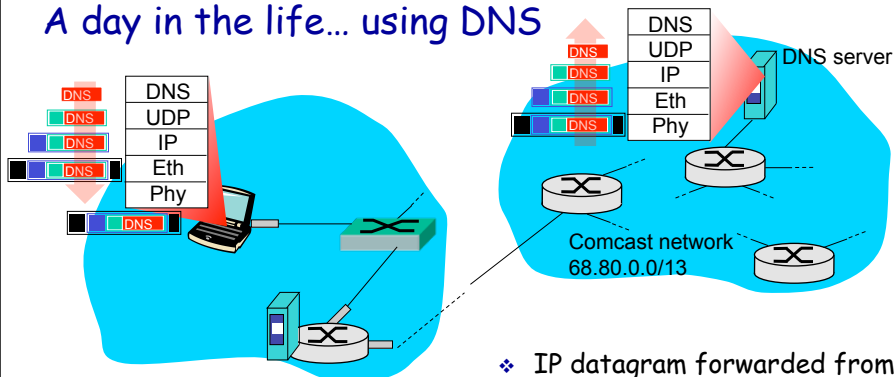 A day in the life… using DNS
DNS
DNS
DNS
DNS
DNS
DNS
UDP
IP
Eth
Phy
DNS
DNS
DNS
DNS
DNS
UDP
IP
Eth
Phy
DNS server
Comcast network
68.80.0.0/13
❖ IP datagram forwarded from